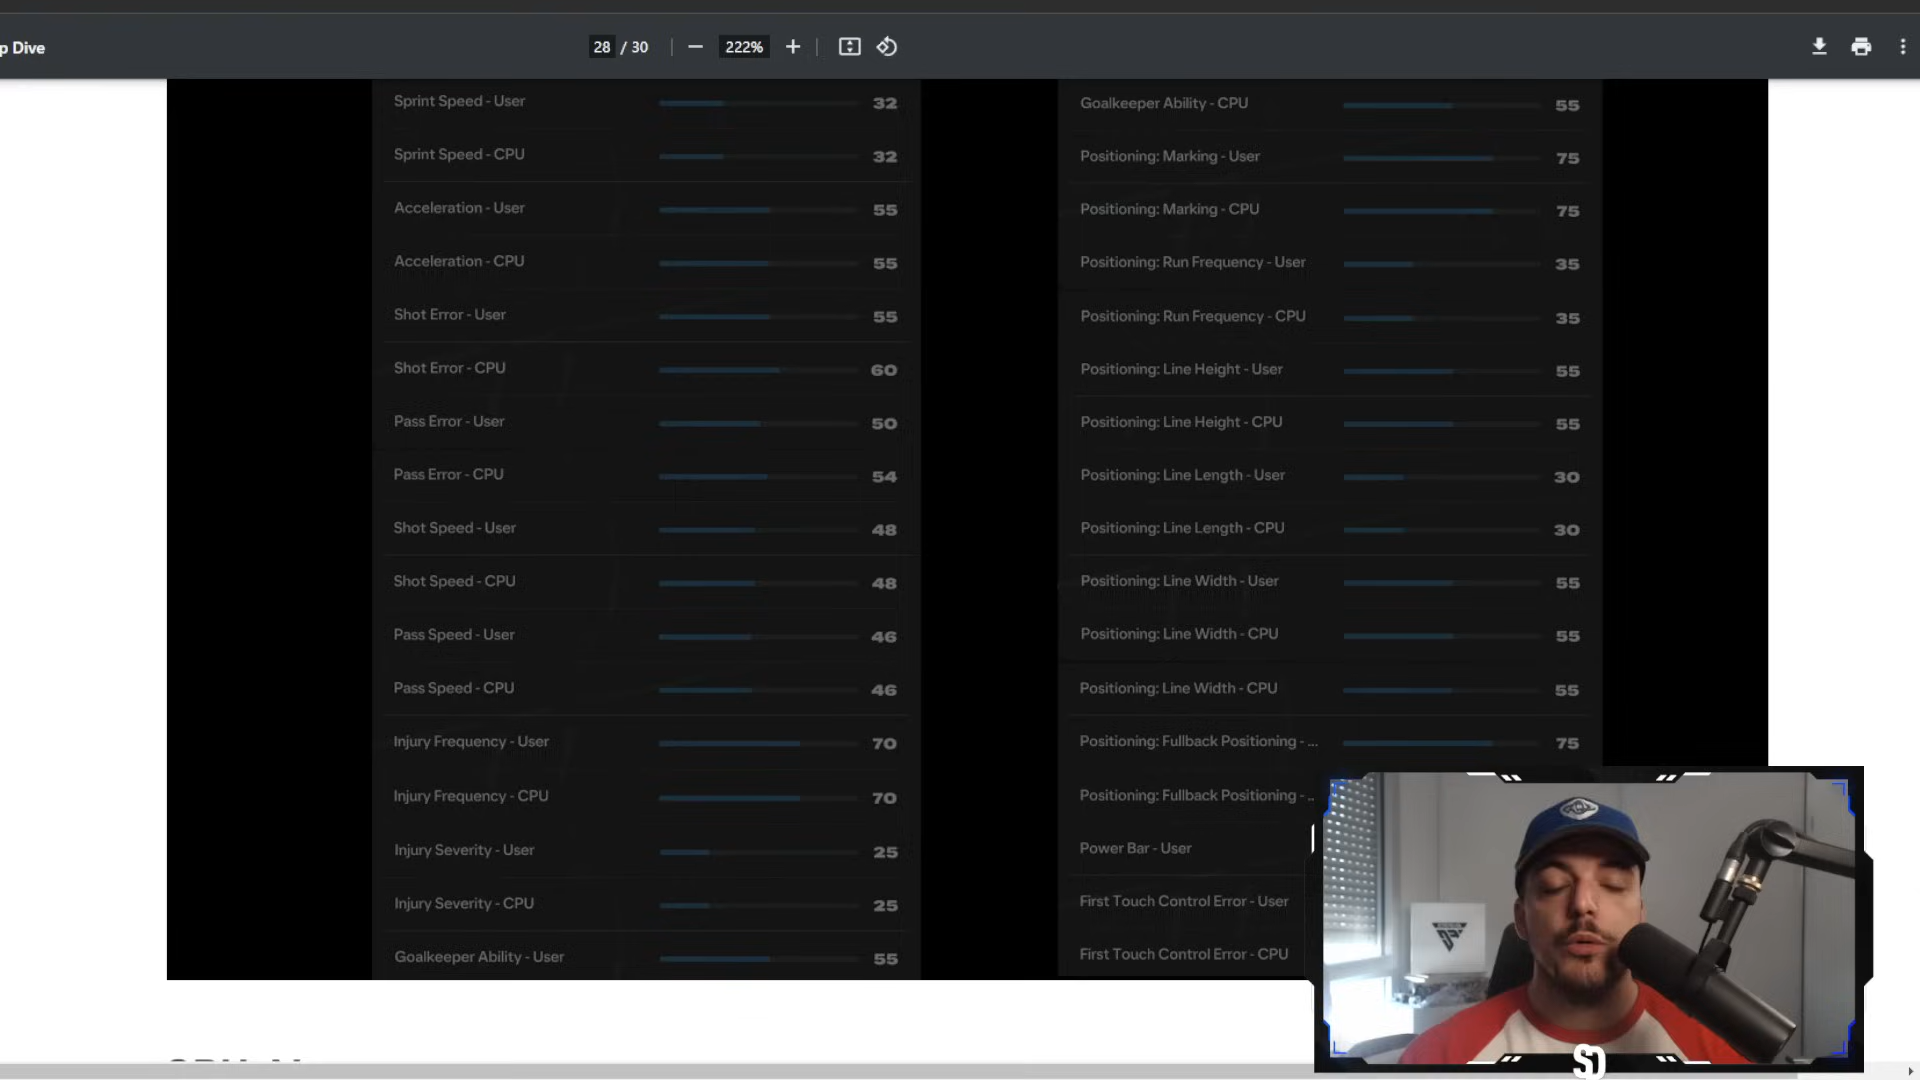 p Dive
28 / 30
222%
Sprint Speed - User 32
Sprint Speed - CPU 32
Acceleration - User 55
Acceleration - CPU 55
Shot Error - User 55
Shot Error - CPU 60
Pass Error - User 50
Pass Error - CPU 54
Shot Speed - User 48
Shot Speed - CPU 48
Pass Speed - User 46
Pass Speed - CPU 46
Injury Frequency - User 70
Injury Frequency - CPU 70
Injury Severity - User 25
Injury Severity - CPU 25
Goalkeeper Ability - User 55
Goalkeeper Ability - CPU 55
Positioning: Marking - User 75
Positioning: Marking - CPU 75
Positioning: Run Frequency - User 35
Positioning: Run Frequency - CPU 35
Positioning: Line Height - User 55
Positioning: Line Height - CPU 55
Positioning: Line Length - User 30
Positioning: Line Length - CPU 30
Positioning: Line Width - User 55
Positioning: Line Width - CPU 55
Positioning: Line Width - CPU 55
Positioning: Fullback Positioning - ... 75
Positioning: Fullback Positioning - ..
Power Bar - User
First Touch Control Error - User
First Touch Control Error - CPU